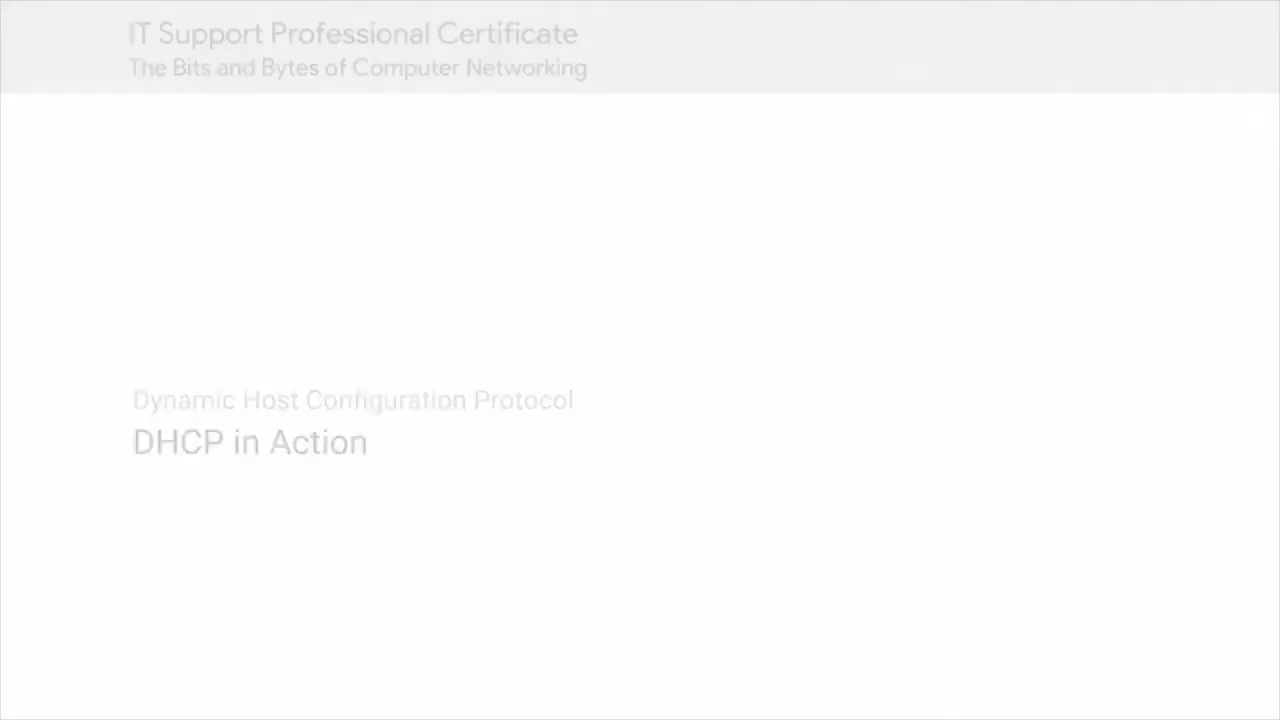 IT Support Professional Certificate
The Bits and Bytes of Computer Networking
Dynamic Host Configuration Protocol
DHCP in Action